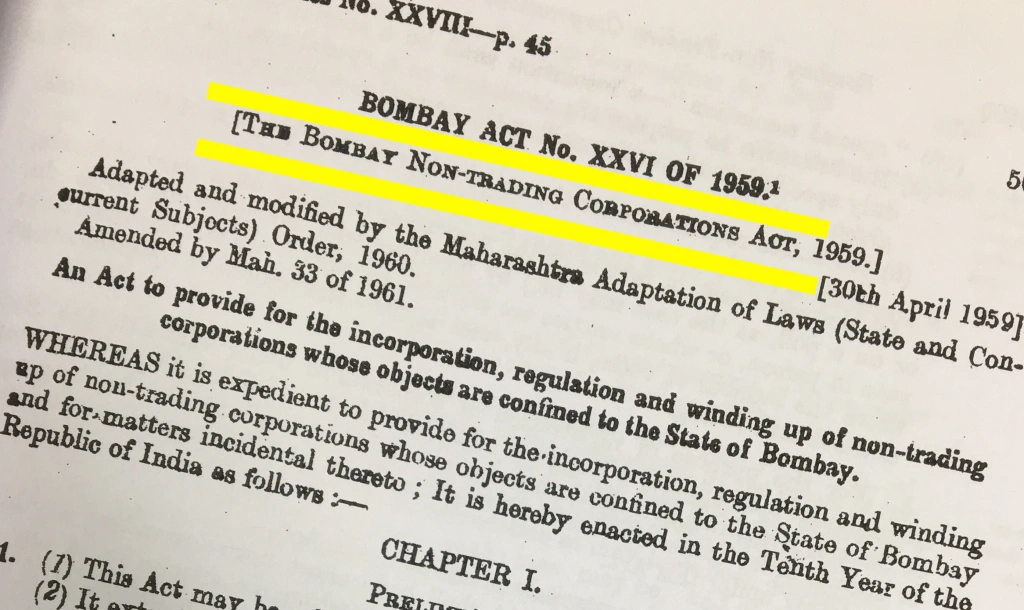 No. XXVIII—p. 45
BOMBAY ACT No. XXVI OF 1959.1
[THE BOMBAY NON-TRADING CORPORATIONS ACT, 1959.]
[30th April 1959]
Adapted and modified by the Maharashtra Adaptation of Laws (State and Con-
current Subjects) Order, 1960.
Amended by Mah. 33 of 1961.
An Act to provide for the incorporation, regulation and winding up of non-trading
corporations whose objects are confined to the State of Bombay.
WHEREAS it is expedient to provide for the incorporation, regulation and winding
up of non-trading corporations whose objects are confined to the State of Bombay
and for matters incidental thereto ; It is hereby enacted in the Tenth Year of the
Republic of India as follows :—
CHAPTER I.
1. (1) This Act may
(2) It